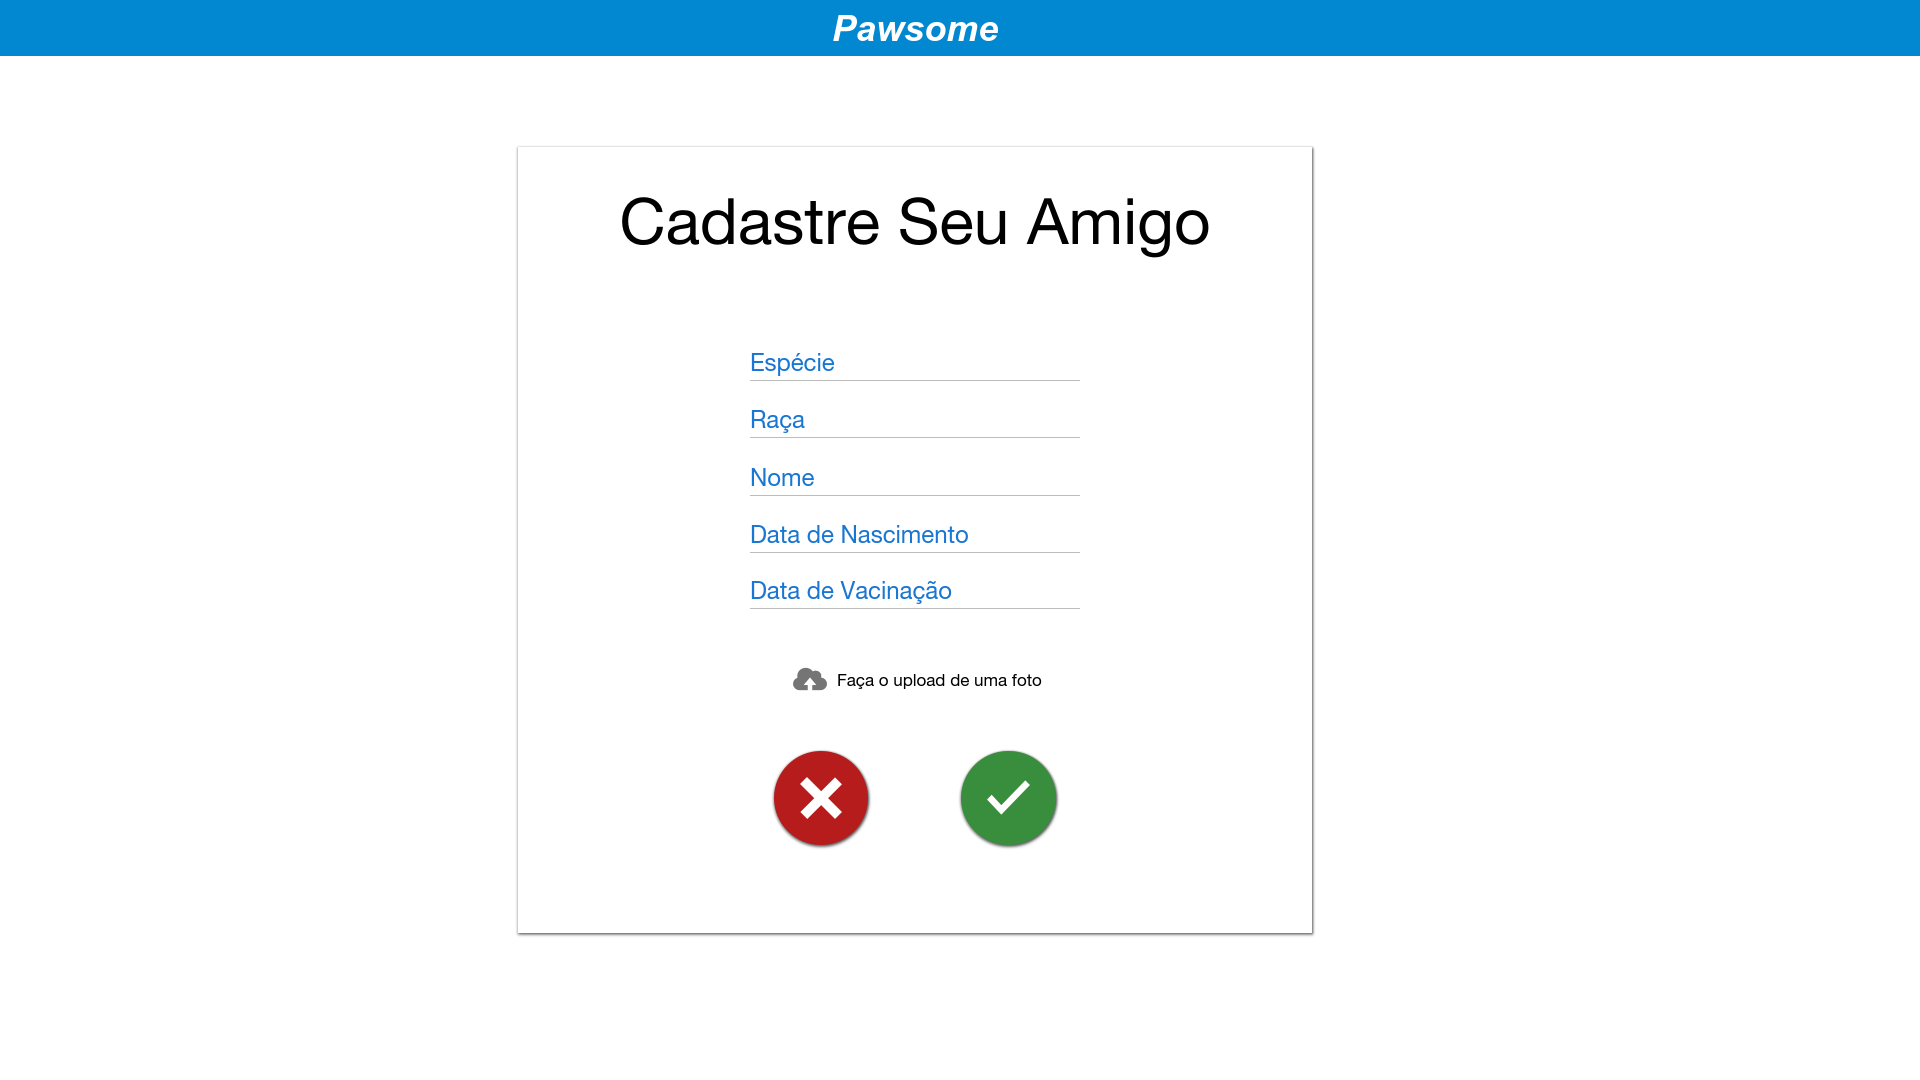 Pawsome
Cadastre Seu Amigo
Espécie
Raça
Nome
Data de Nascimento
Data de Vacinação
Faça o upload de uma foto